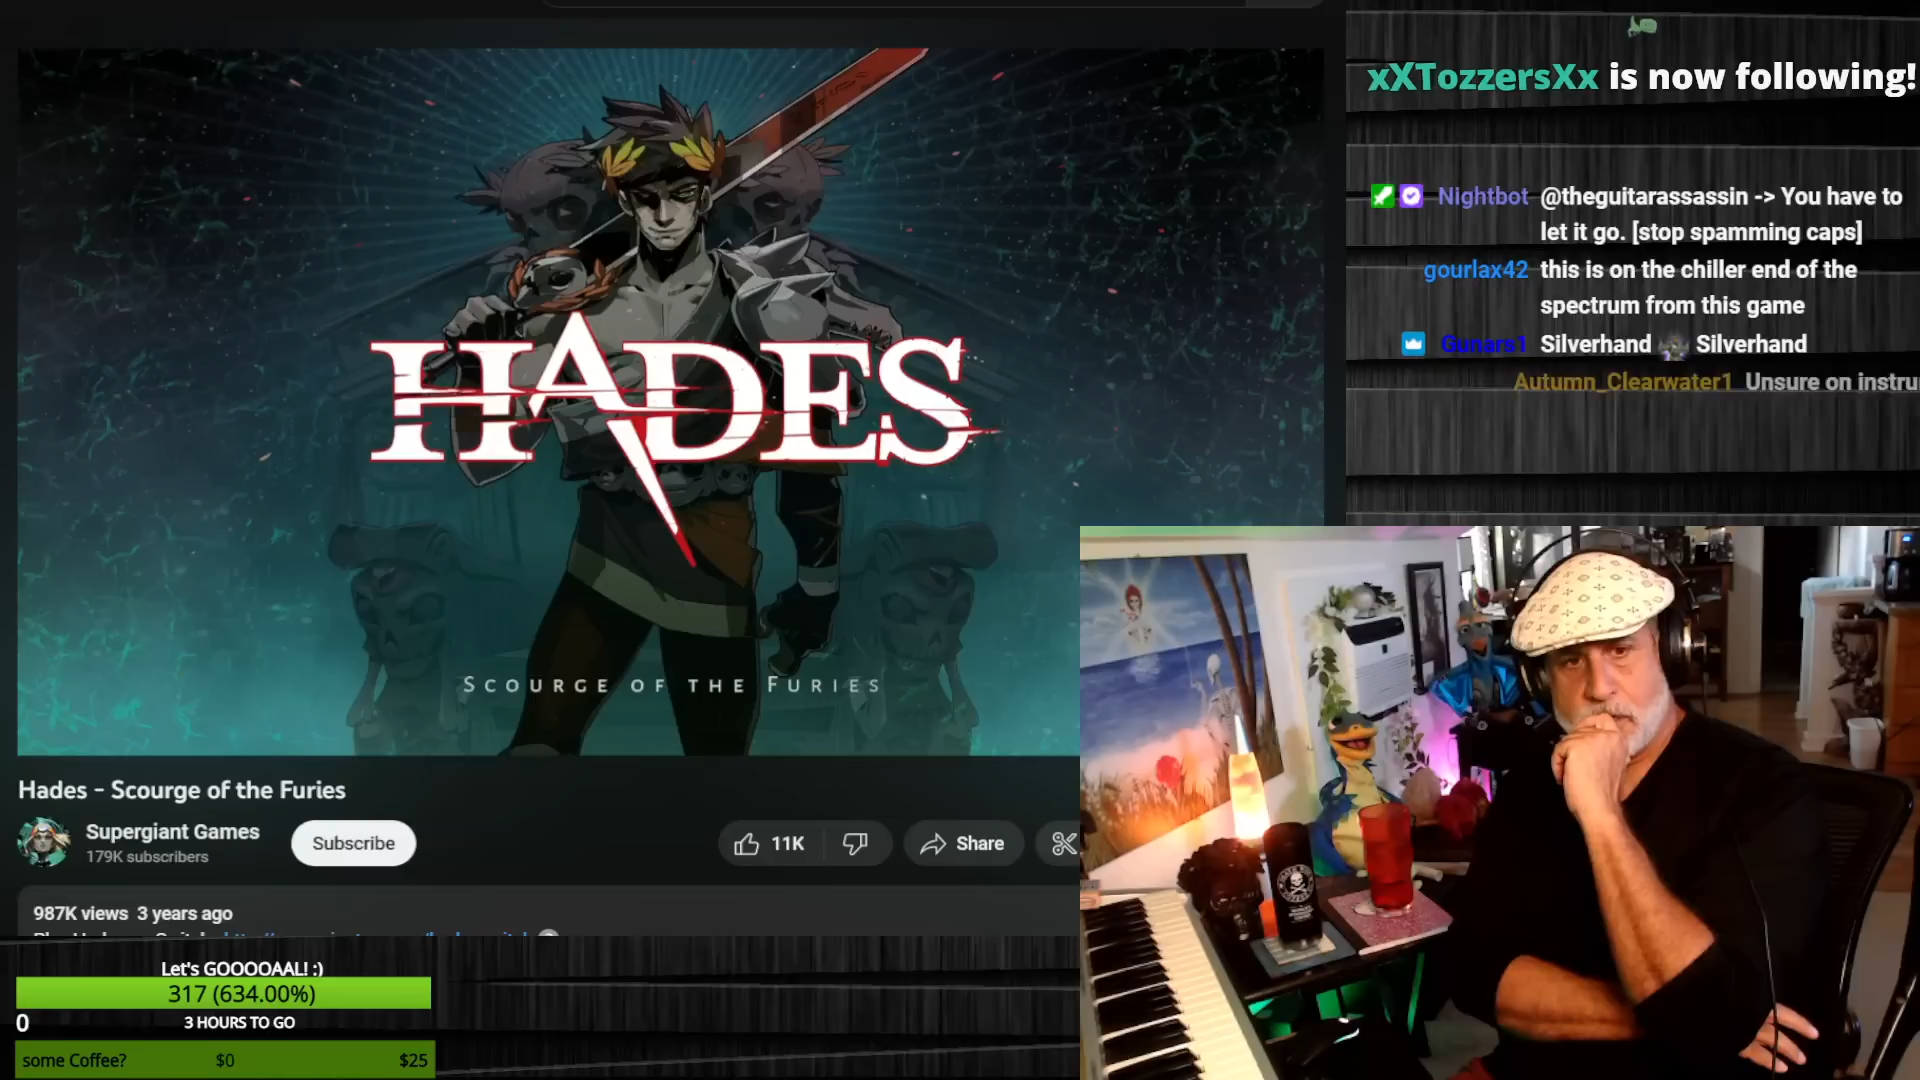 HADES
SCOURGE OF THE FURIES
Hades - Scourge of the Furies
Supergiant Games
179K subscribers
Subscribe
11K
Share
987K views 3 years ago
Let's GOOOOAAL! :)
317 (634.00%)
0
3 HOURS TO GO
some Coffee? $0 $25
xXTozzersXx is now following!
Nightbot @theguitarassassin -> You have to
let it go. [stop spamming caps]
gourlax42 this is on the chiller end of the
spectrum from this game
Gunars1 Silverhand Silverhand
Autumn_Clearwater1 Unsure on instru